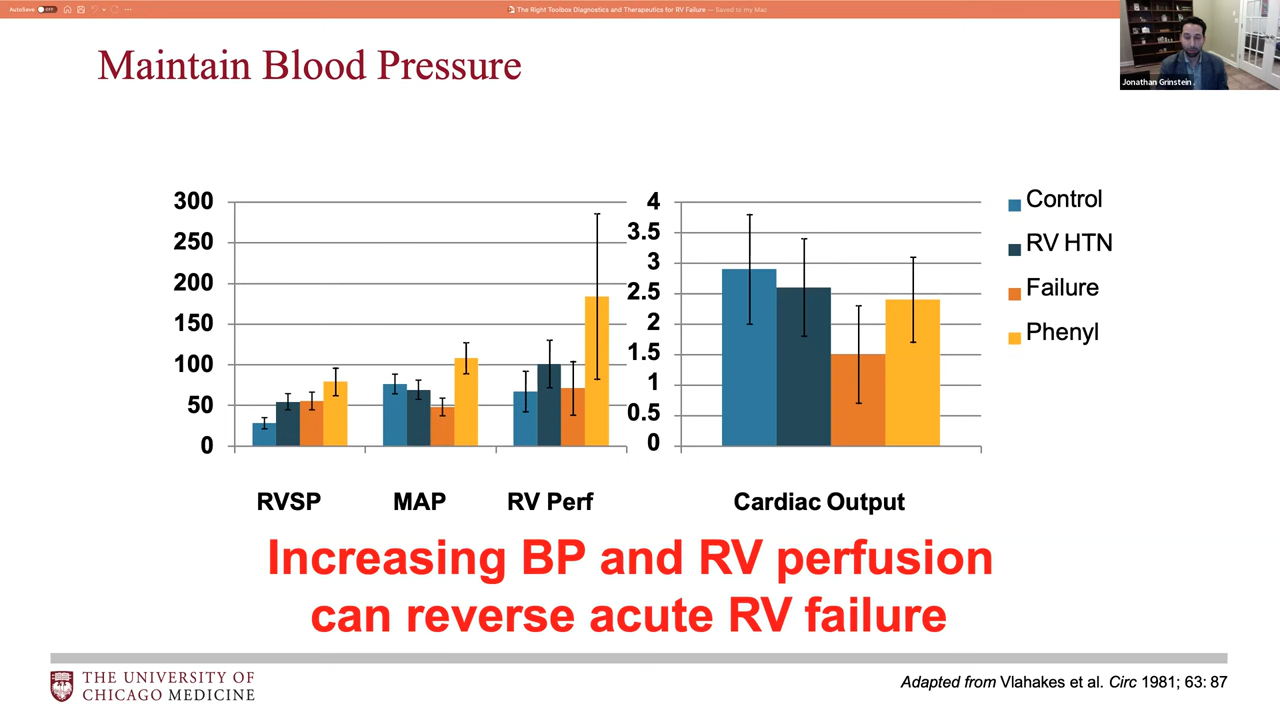 AutoSave OFF
The Right Toolbox Diagnostics and Therapeutics for RV Failure — Saved to my Mac
Maintain Blood Pressure
Jonathan Grinstein
300
250
200
150
100
50
0
RVSP MAP RV Perf
4
3.5
3
2.5
2
1.5
1
0.5
0
Cardiac Output
Control
RV HTN
Failure
Phenyl
Increasing BP and RV perfusion
can reverse acute RV failure
THE UNIVERSITY OF
CHICAGO MEDICINE
Adapted from Vlahakes et al. Circ 1981; 63: 87